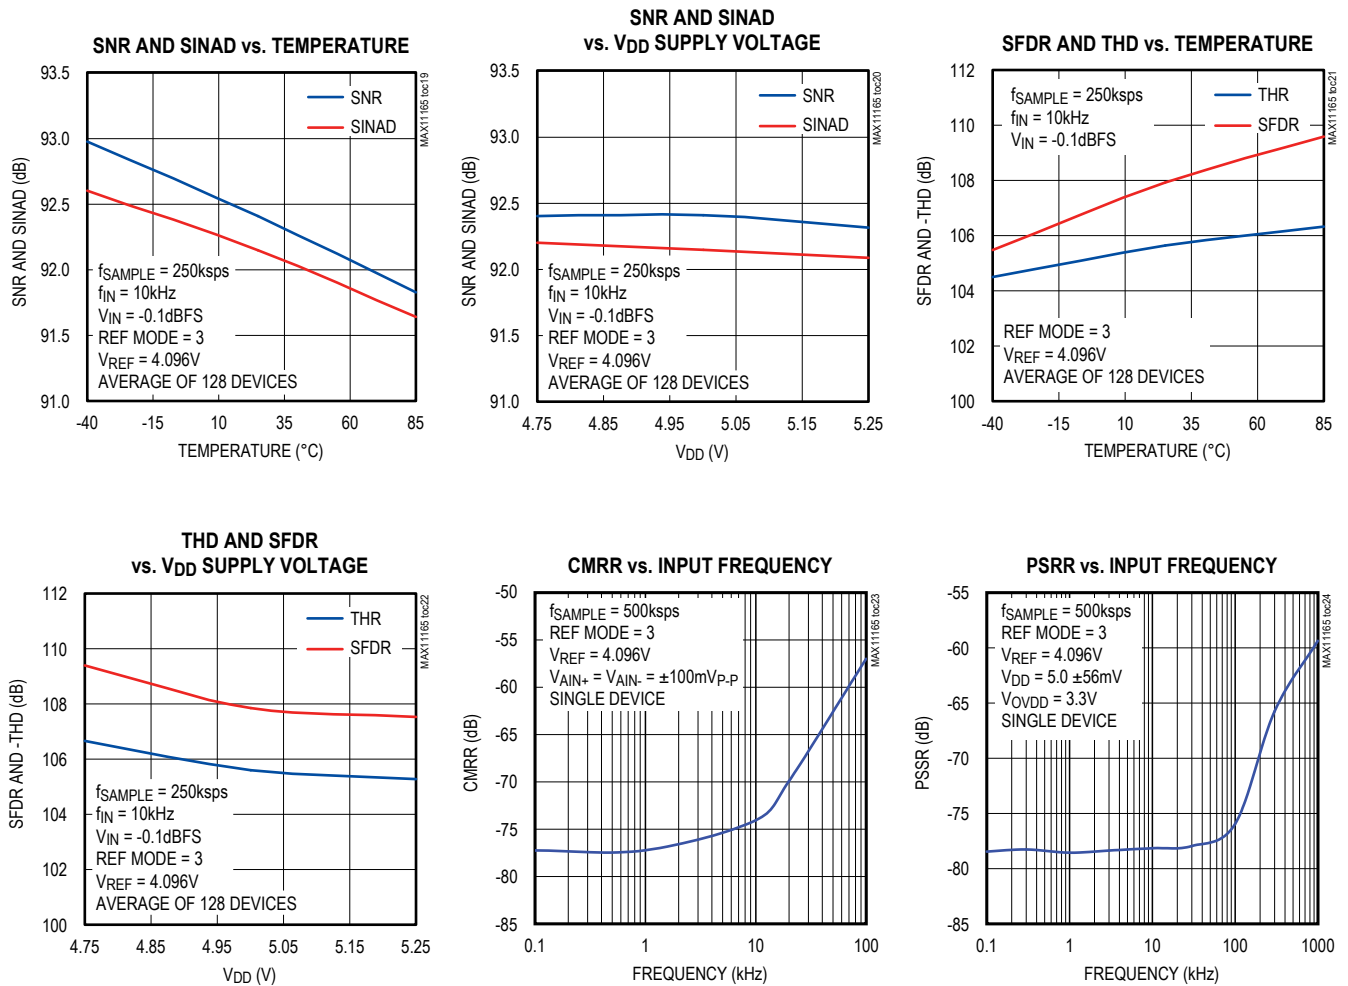 SNR AND SINAD vs. TEMPERATURE
MAX11165 toc19
SNR
SINAD
SNR AND SINAD (dB)
93.5
93.0
92.5
92.0
91.5
91.0
fSAMPLE = 250ksps
fIN = 10kHz
VIN = -0.1dBFS
REF MODE = 3
VREF = 4.096V
AVERAGE OF 128 DEVICES
-40 -15 10 35 60 85
TEMPERATURE (°C)
SNR AND SINAD
vs. VDD SUPPLY VOLTAGE
MAX11165 toc20
SNR
SINAD
SNR AND SINAD (dB)
93.5
93.0
92.5
92.0
91.5
91.0
fSAMPLE = 250ksps
fIN = 10kHz
VIN = -0.1dBFS
REF MODE = 3
VREF = 4.096V
AVERAGE OF 128 DEVICES
4.75 4.85 4.95 5.05 5.15 5.25
VDD (V)
SFDR AND THD vs. TEMPERATURE
MAX11165 toc21
fSAMPLE = 250ksps
fIN = 10kHz
VIN = -0.1dBFS
THR
SFDR
SFDR AND -THD (dB)
112
110
108
106
104
102
100
REF MODE = 3
VREF = 4.096V
AVERAGE OF 128 DEVICES
-40 -15 10 35 60 85
TEMPERATURE (°C)
THD AND SFDR
vs. VDD SUPPLY VOLTAGE
MAX11165 toc22
THR
SFDR
SFDR AND -THD (dB)
112
110
108
106
104
102
100
fSAMPLE = 250ksps
fIN = 10kHz
VIN = -0.1dBFS
REF MODE = 3
VREF = 4.096V
AVERAGE OF 128 DEVICES
4.75 4.85 4.95 5.05 5.15 5.25
VDD (V)
CMRR vs. INPUT FREQUENCY
MAX11165 toc23
fSAMPLE = 500ksps
REF MODE = 3
VREF = 4.096V
VAIN+ = VAIN- = ±100mVP-P
SINGLE DEVICE
CMRR (dB)
-50
-55
-60
-65
-70
-75
-80
-85
0.1 1 10 100
FREQUENCY (kHz)
PSRR vs. INPUT FREQUENCY
MAX11165 toc24
fSAMPLE = 500ksps
REF MODE = 3
VREF = 4.096V
VDD = 5.0 ±56mV
VOVDD = 3.3V
SINGLE DEVICE
PSSR (dB)
-55
-60
-65
-70
-75
-80
-85
0.1 1 10 100 1000
FREQUENCY (kHz)